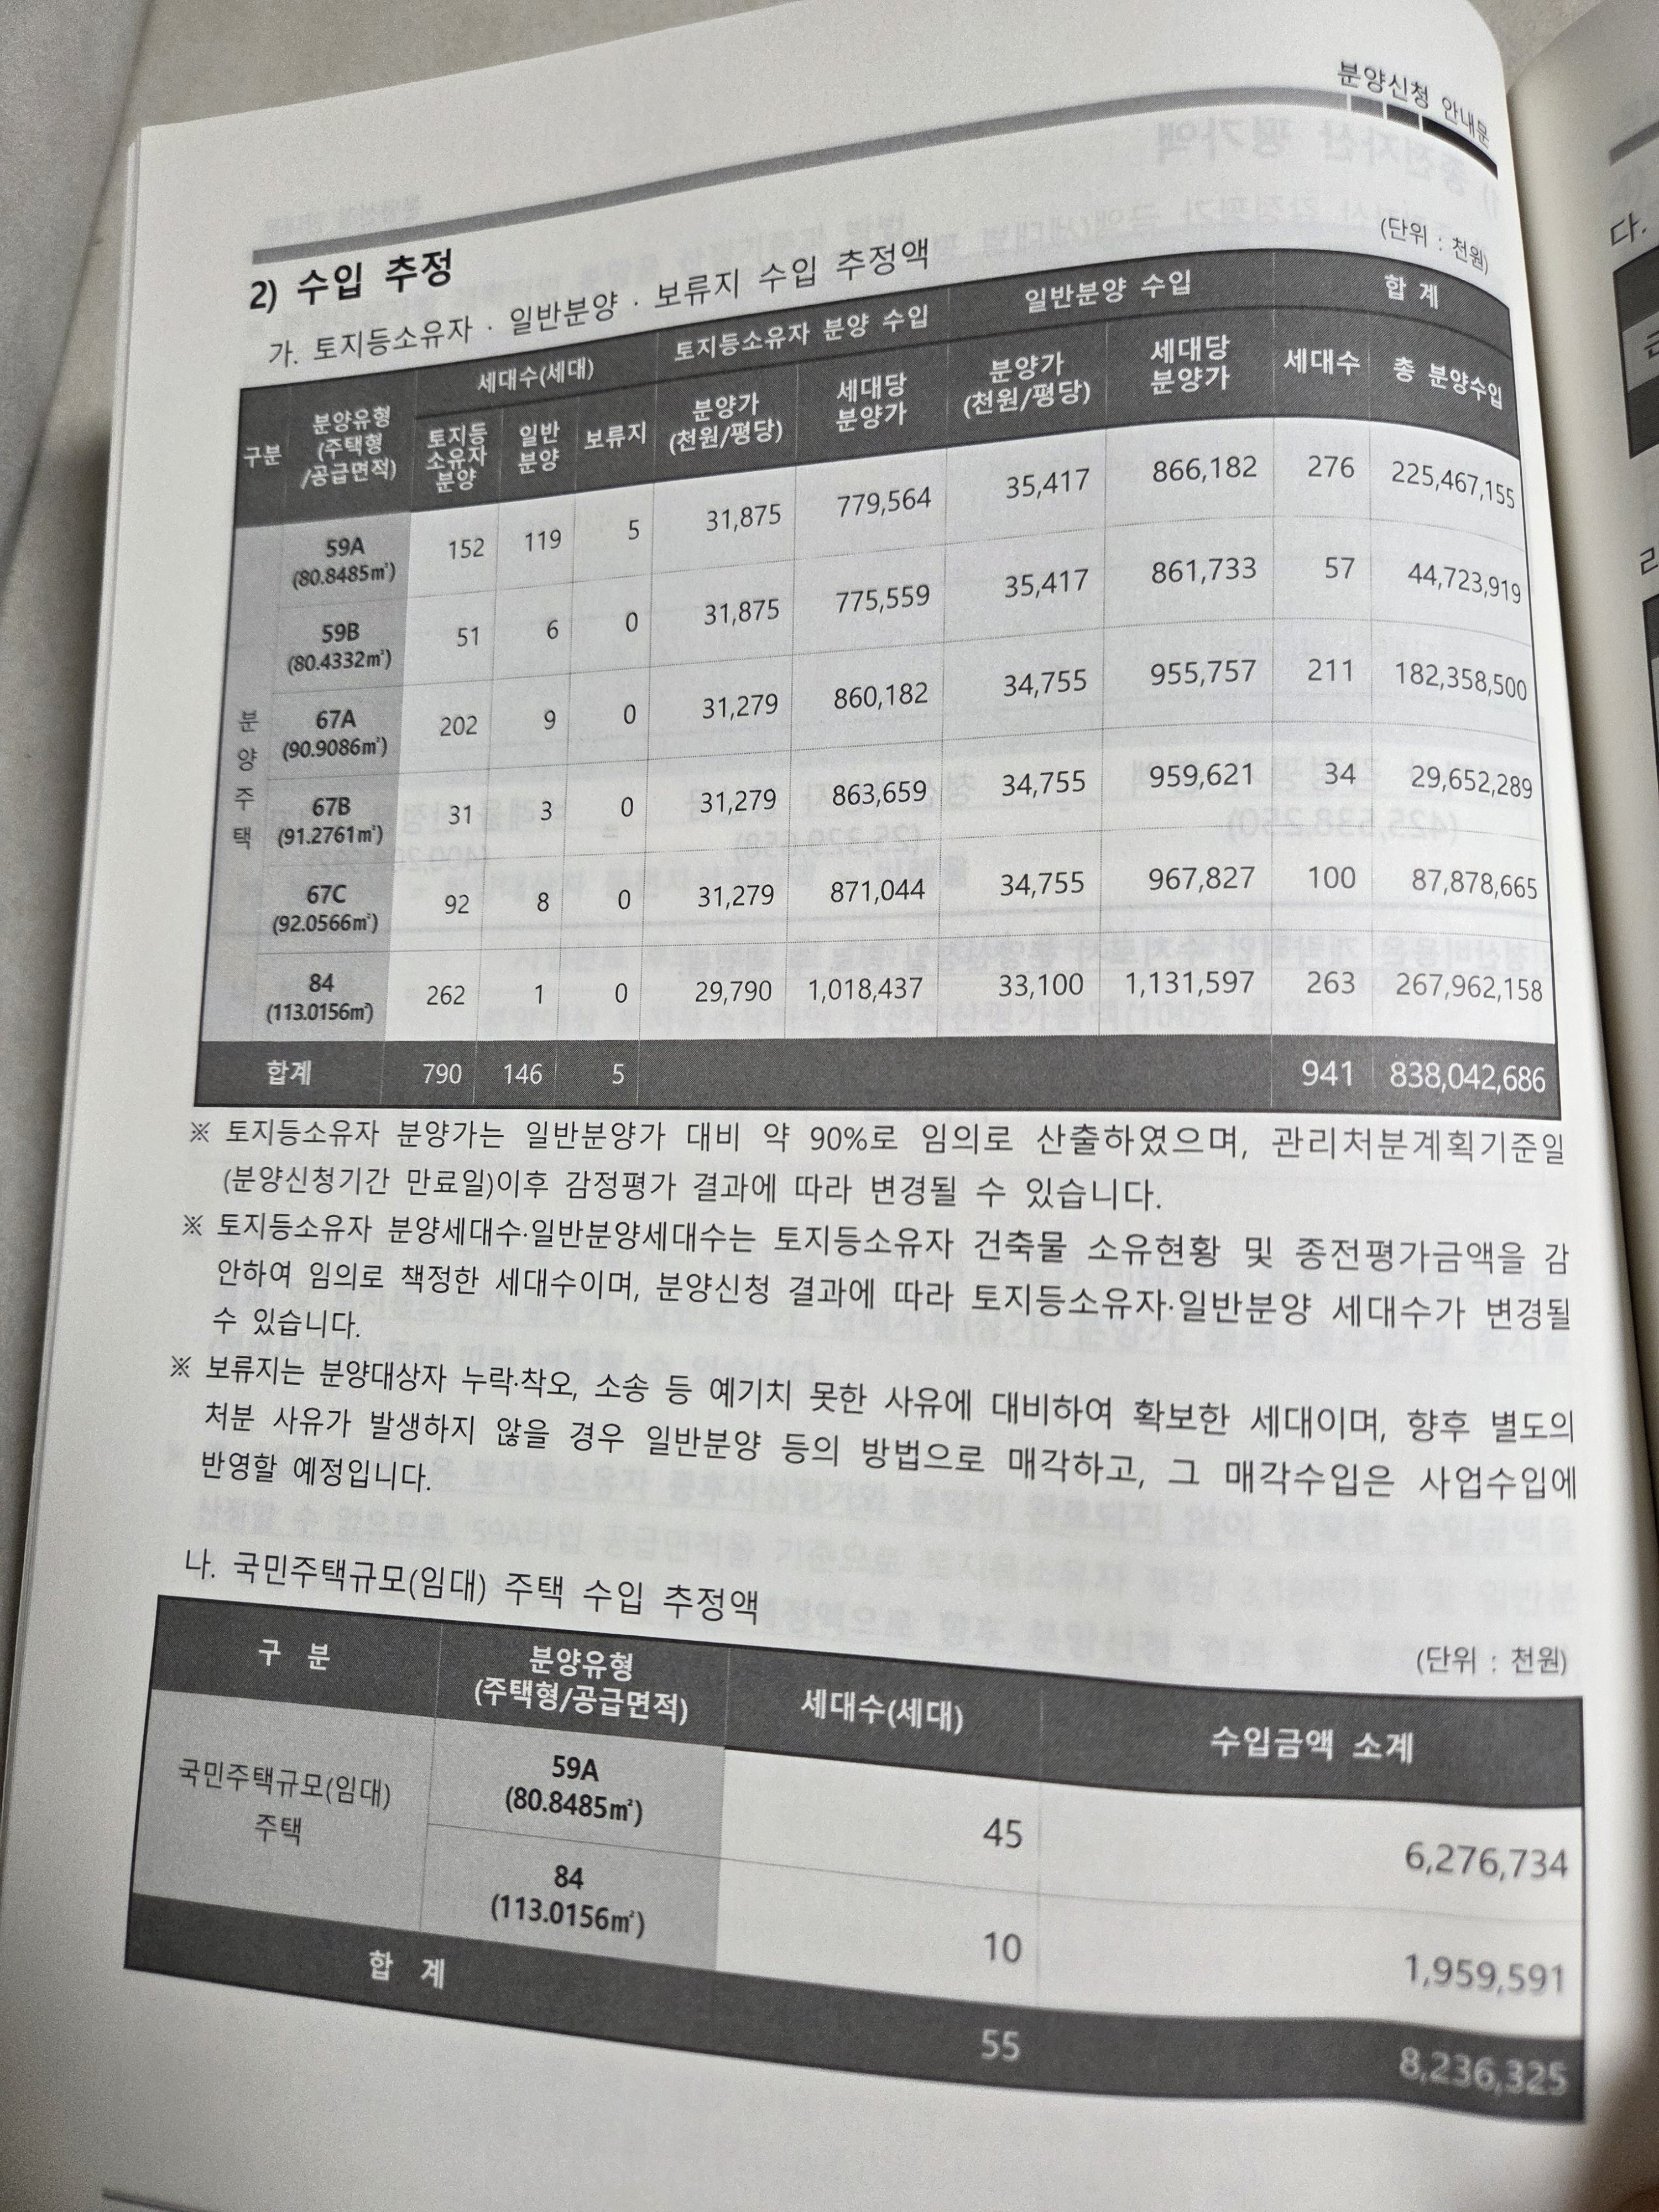 분양신청 안내문
2) 수입 추정
가. 토지등소유자 · 일반분양 · 보류지 수입 추정액
(단위 : 천원)
구분 분양유형 (주택형 /공급면적) 세대수(세대) 토지등소유자 분양 수입 일반분양 수입 합 계
토지등 소유자 분양 일반 분양 보류지 분양가 (천원/평당) 세대당 분양가 분양가 (천원/평당) 세대당 분양가 세대수 총 분양수입
분양주택
59A (80.8485㎡) 152 119 5 31,875 779,564 35,417 866,182 276 225,467,155
59B (80.4332㎡) 51 6 0 31,875 775,559 35,417 861,733 57 44,723,919
67A (90.9086㎡) 202 9 0 31,279 860,182 34,755 955,757 211 182,358,500
67B (91.2761㎡) 31 3 0 31,279 863,659 34,755 959,621 34 29,652,289
67C (92.0566㎡) 92 8 0 31,279 871,044 34,755 967,827 100 87,878,665
84 (113.0156㎡) 262 1 0 29,790 1,018,437 33,100 1,131,597 263 267,962,158
합계 790 146 5 941 838,042,686
※ 토지등소유자 분양가는 일반분양가 대비 약 90%로 임의로 산출하였으며, 관리처분계획기준일
(분양신청기간 만료일)이후 감정평가 결과에 따라 변경될 수 있습니다.
※ 토지등소유자 분양세대수·일반분양세대수는 토지등소유자 건축물 소유현황 및 종전평가금액을 감
안하여 임의로 책정한 세대수이며, 분양신청 결과에 따라 토지등소유자·일반분양 세대수가 변경될
수 있습니다.
※ 보류지는 분양대상자 누락·착오, 소송 등 예기치 못한 사유에 대비하여 확보한 세대이며, 향후 별도의
처분 사유가 발생하지 않을 경우 일반분양 등의 방법으로 매각하고, 그 매각수입은 사업수입에
반영할 예정입니다.
나. 국민주택규모(임대) 주택 수입 추정액
(단위 : 천원)
구 분 분양유형 (주택형/공급면적) 세대수(세대) 수입금액 소계
국민주택규모(임대) 주택
59A (80.8485㎡) 45 6,276,734
84 (113.0156㎡) 10 1,959,591
합 계 55 8,236,325
다.